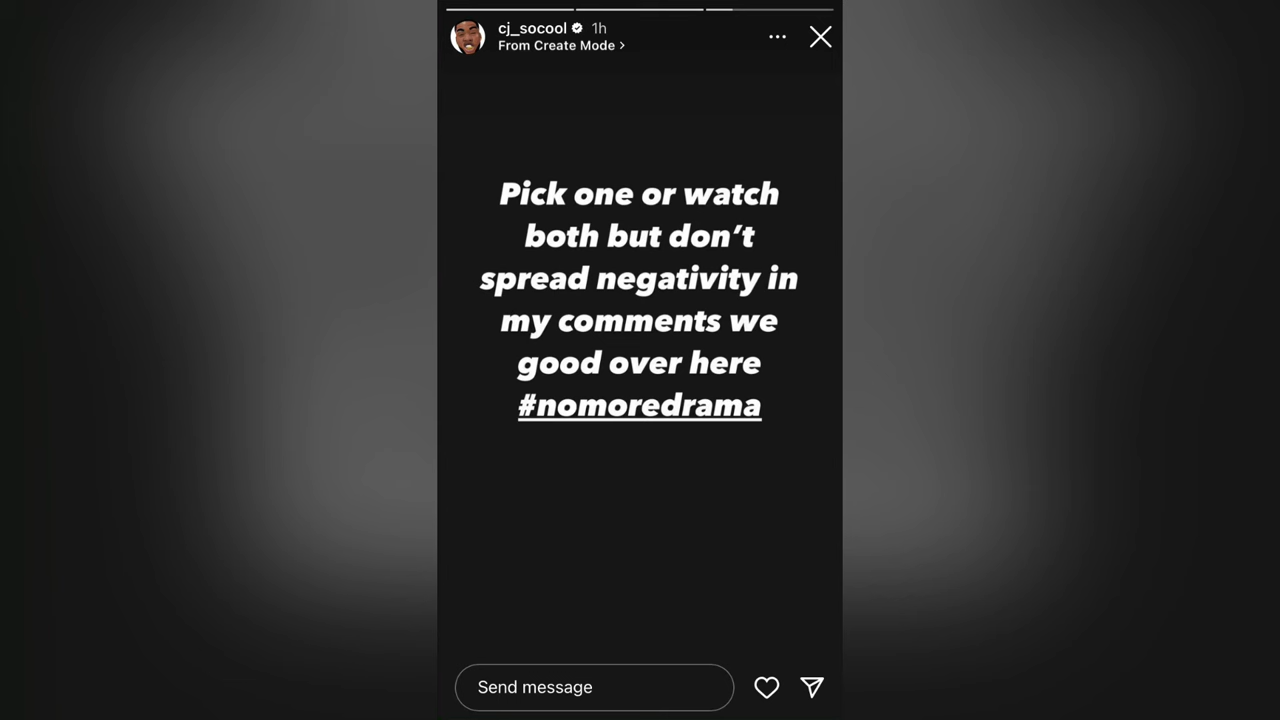 cj_socool 1h
From Create Mode
Pick one or watch
both but don’t
spread negativity in
my comments we
good over here
#nomoredrama
Send message